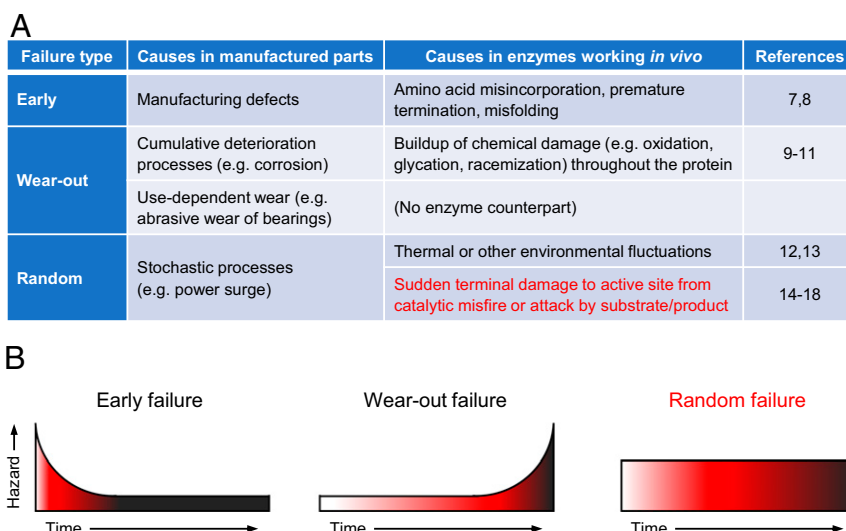 A
Failure type Causes in manufactured parts Causes in enzymes working in vivo References
Early Manufacturing defects Amino acid misincorporation, premature
termination, misfolding 7,8
Wear-out Cumulative deterioration
processes (e.g. corrosion) Buildup of chemical damage (e.g. oxidation,
glycation, racemization) throughout the protein 9-11
Use-dependent wear (e.g.
abrasive wear of bearings) (No enzyme counterpart)
Random Stochastic processes
(e.g. power surge) Thermal or other environmental fluctuations 12,13
Sudden terminal damage to active site from
catalytic misfire or attack by substrate/product 14-18
B
Early failure Wear-out failure Random failure
Hazard
Time Time Time